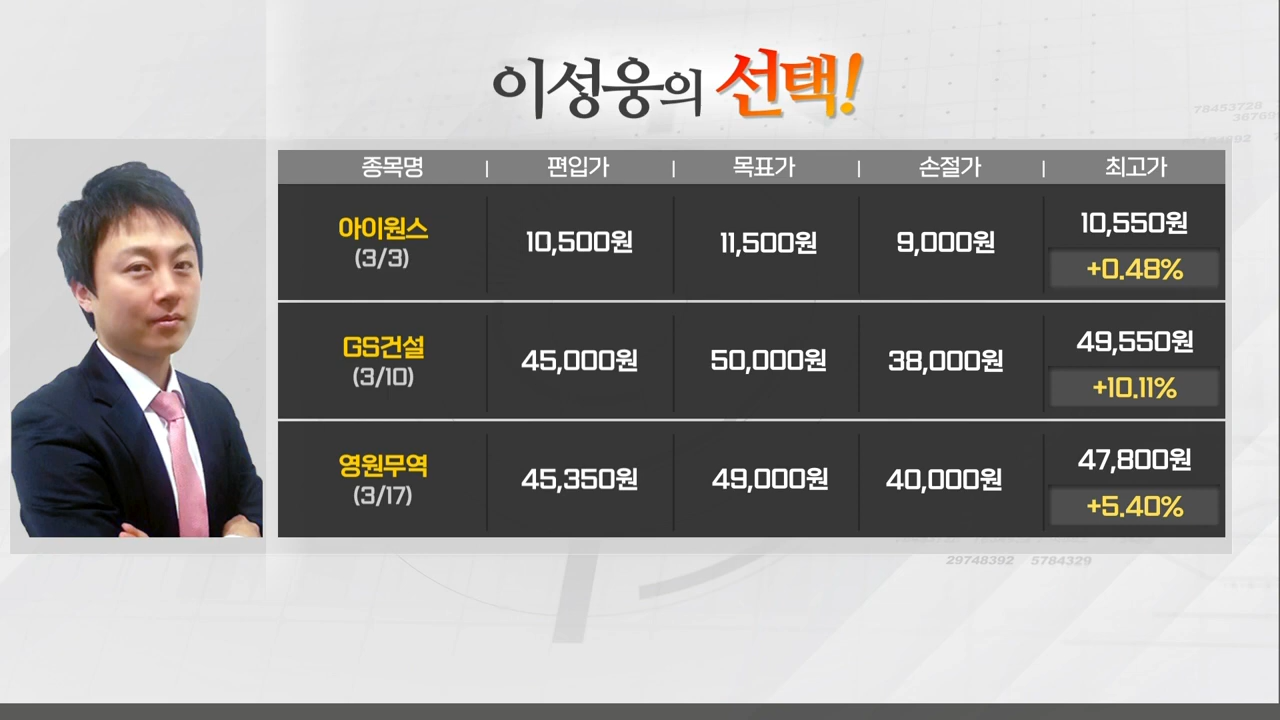 이성웅의 선택!
78453728
종목명 | 편입가 | 목표가 | 손절가 | 최고가
아이원스 (3/3) 10,500원 11,500원 9,000원 10,550원 +0.48%
GS건설 (3/10) 45,000원 50,000원 38,000원 49,550원 +10.11%
영원무역 (3/17) 45,350원 49,000원 40,000원 47,800원 +5.40%
29748392 5784329